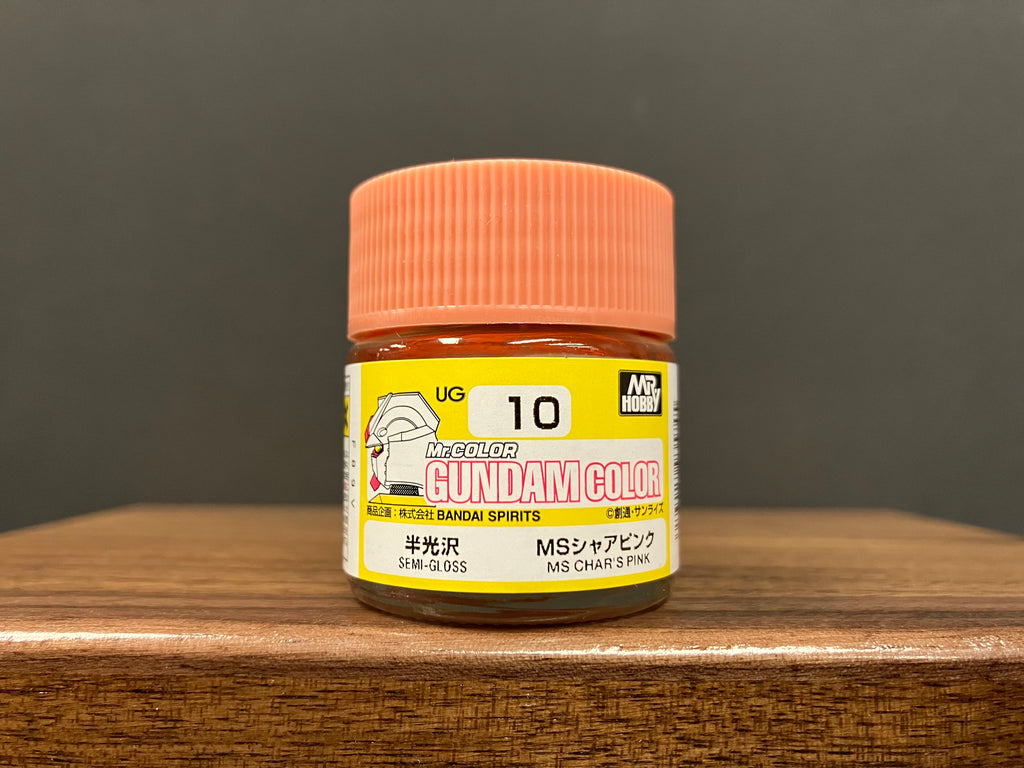 UG 10
MR HOBBY
Mr.COLOR
GUNDAM COLOR
商品企画：株式会社 BANDAI SPIRITS ©創通・サンライズ
半光沢 MSシャアピンク
SEMI-GLOSS MS CHAR'S PINK